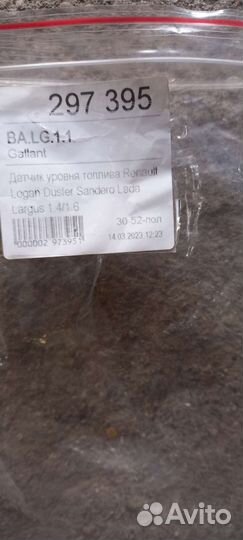 297 395
BA.LG.1.1.
Gallant
Датчик уровня топлива Renault
Logan Duster Sandero Lada
Largus 1.4/1.6
30-52-пол
000002 973951
14.03.2023 12:23
Avito